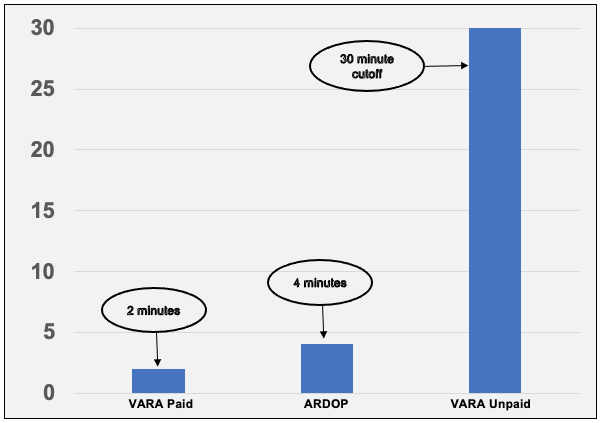 30
30 minute
cutoff
25
20
15
10
4 minutes
2 minutes
5
0
VARA Paid
ARDOP
VARA Unpaid